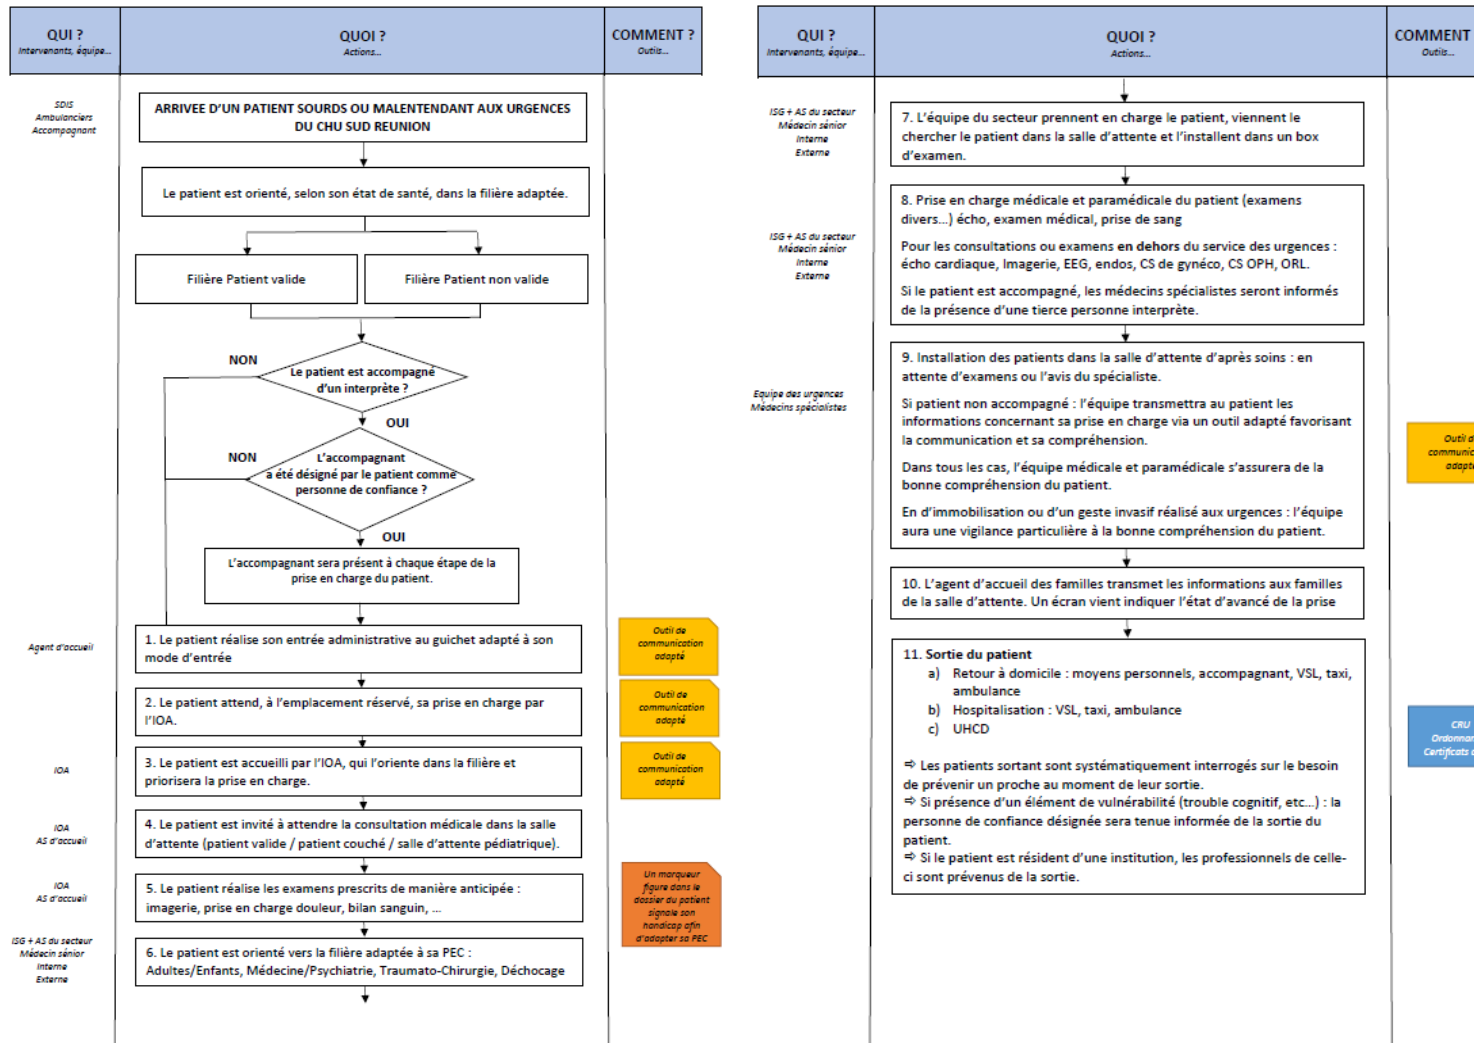 QUI ?
Intervenants, équipe...
QUOI ?
Actions...
COMMENT ?
Outils...
SDIS
Ambulanciers
Accompagnant
ARRIVEE D'UN PATIENT SOURDS OU MALENTENDANT AUX URGENCES
DU CHU SUD REUNION
Le patient est orienté, selon son état de santé, dans la filière adaptée.
Filière Patient valide
Filière Patient non valide
NON
Le patient est accompagné
d'un interprète ?
OUI
NON
L'accompagnant
a été désigné par le patient comme
personne de confiance ?
OUI
L'accompagnant sera présent à chaque étape de la
prise en charge du patient.
Agent d'accueil
1. Le patient réalise son entrée administrative au guichet adapté à son
mode d'entrée
Outil de
communication
adapté
2. Le patient attend, à l'emplacement réservé, sa prise en charge par
l'IOA.
Outil de
communication
adapté
IOA
3. Le patient est accueilli par l'IOA, qui l'oriente dans la filière et
priorisera la prise en charge.
Outil de
communication
adapté
IOA
AS d'accueil
4. Le patient est invité à attendre la consultation médicale dans la salle
d'attente (patient valide / patient couché / salle d'attente pédiatrique).
IOA
AS d'accueil
5. Le patient réalise les examens prescrits de manière anticipée :
imagerie, prise en charge douleur, bilan sanguin, ...
Un marqueur
figure dans le
dossier du patient
signale son
handicap afin
d'adapter sa PEC
ISG + AS du secteur
Médecin sénior
Interne
Externe
6. Le patient est orienté vers la filière adaptée à sa PEC :
Adultes/Enfants, Médecine/Psychiatrie, Traumato-Chirurgie, Déchocage
QUI ?
Intervenants, équipe...
QUOI ?
Actions...
COMMENT
Outils...
ISG + AS du secteur
Médecin sénior
Interne
Externe
7. L'équipe du secteur prennent en charge le patient, viennent le
chercher le patient dans la salle d'attente et l'installent dans un box
d'examen.
ISG + AS du secteur
Médecin sénior
Interne
Externe
8. Prise en charge médicale et paramédicale du patient (examens
divers...) écho, examen médical, prise de sang
Pour les consultations ou examens en dehors du service des urgences :
écho cardiaque, Imagerie, EEG, endos, CS de gynéco, CS OPH, ORL.
Si le patient est accompagné, les médecins spécialistes seront informés
de la présence d'une tierce personne interprète.
Equipe des urgences
Médecins spécialistes
9. Installation des patients dans la salle d'attente d'après soins : en
attente d'examens ou l'avis du spécialiste.
Si patient non accompagné : l'équipe transmettra au patient les
informations concernant sa prise en charge via un outil adapté favorisant
la communication et sa compréhension.
Dans tous les cas, l'équipe médicale et paramédicale s'assurera de la
bonne compréhension du patient.
En d'immobilisation ou d'un geste invasif réalisé aux urgences : l'équipe
aura une vigilance particulière à la bonne compréhension du patient.
Outil d
communic
adapt
10. L'agent d'accueil des familles transmet les informations aux familles
de la salle d'attente. Un écran vient indiquer l'état d'avancé de la prise
11. Sortie du patient
a) Retour à domicile : moyens personnels, accompagnant, VSL, taxi,
ambulance
b) Hospitalisation : VSL, taxi, ambulance
c) UHCD
⇨ Les patients sortant sont systématiquement interrogés sur le besoin
de prévenir un proche au moment de leur sortie.
⇨ Si présence d'un élément de vulnérabilité (trouble cognitif, etc...) : la
personne de confiance désignée sera tenue informée de la sortie du
patient.
⇨ Si le patient est résident d'une institution, les professionnels de celle-
ci sont prévenus de la sortie.
CRU
Ordonnan
Certificats